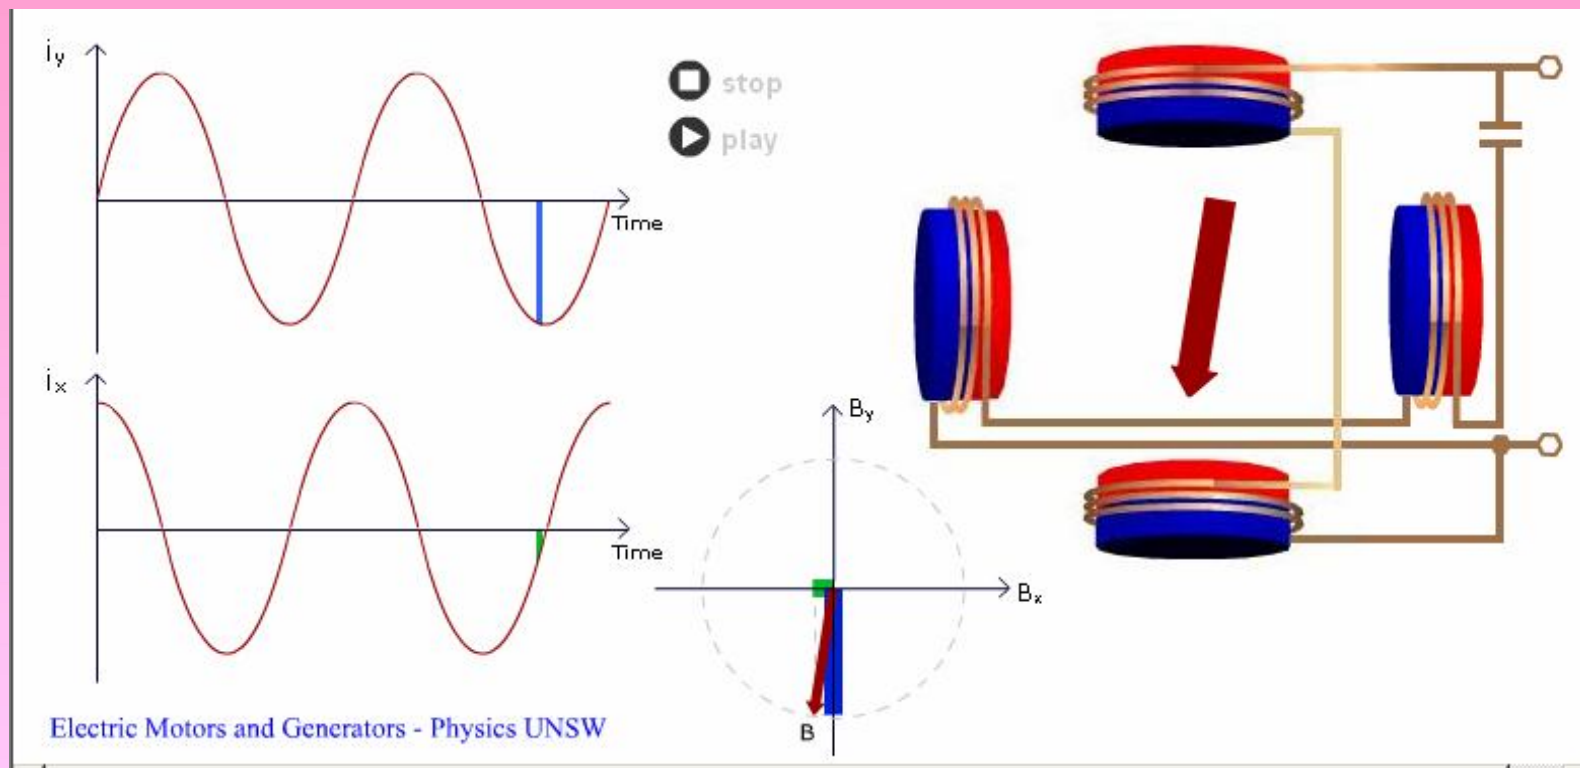 iy
stop
play
Time
ix
Time
By
Bx
B
Electric Motors and Generators - Physics UNSW